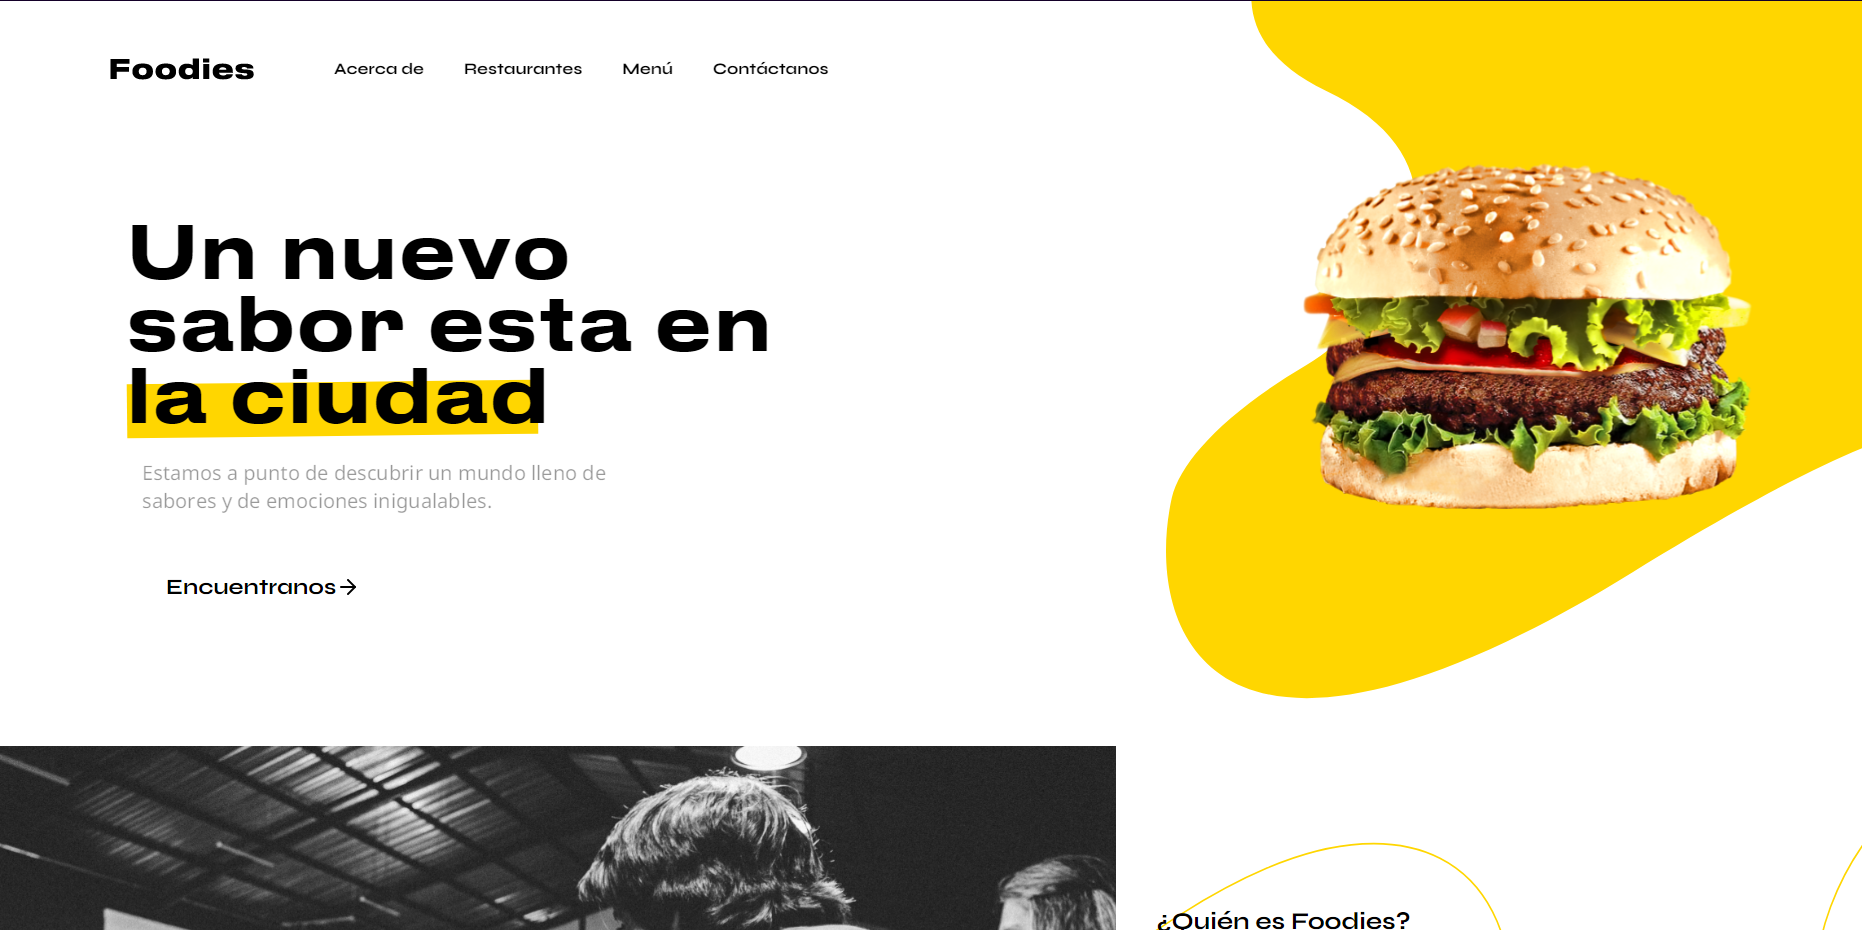 Foodies
Acerca de
Restaurantes
Menú
Contáctanos
Un nuevo
sabor esta en
la ciudad
Estamos a punto de descubrir un mundo lleno de
sabores y de emociones inigualables.
Encuentranos
¿Quién es Foodies?